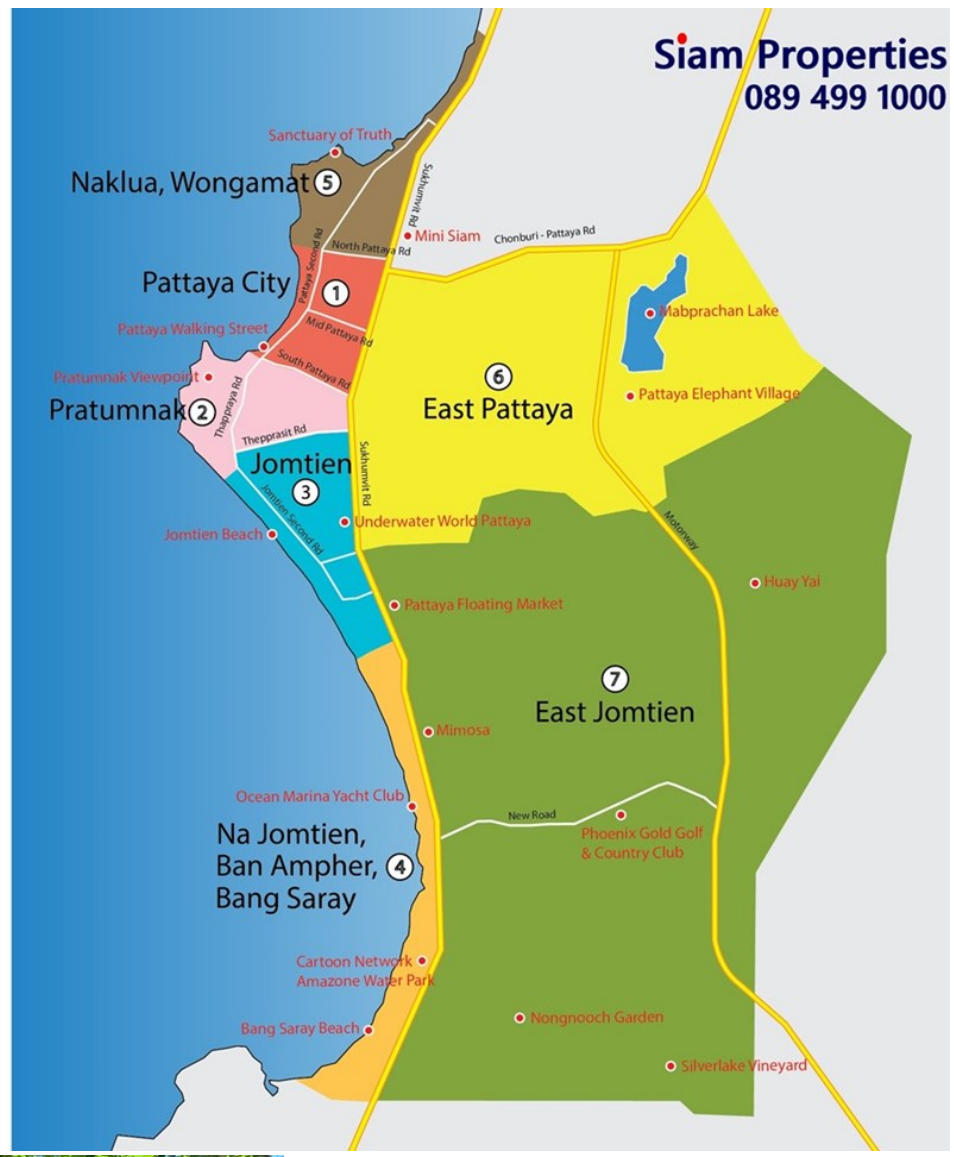 Siam Properties
089 499 1000
Sanctuary of Truth
Naklua, Wongamat 5
Sukhumvit Rd
Mini Siam
Chonburi - Pattaya Rd
North Pattaya Rd
Pattaya Second Rd
Pattaya City
1
Mabprachan Lake
Pattaya Walking Street
Mid Pattaya Rd
South Pattaya Rd
Pratumnak Viewpoint
6
East Pattaya
Pattaya Elephant Village
Pratumnak 2
Thappraya Rd
Thepprasit Rd
Jomtien
3
Sukhumvit Rd
Jomtien Second Rd
Underwater World Pattaya
Jomtien Beach
Motorway
Huay Yai
Pattaya Floating Market
7
East Jomtien
Mimosa
Ocean Marina Yacht Club
New Road
Phoenix Gold Golf
& Country Club
Na Jomtien,
Ban Ampher, 4
Bang Saray
Cartoon Network
Amazone Water Park
Nongnooch Garden
Bang Saray Beach
Silverlake Vineyard